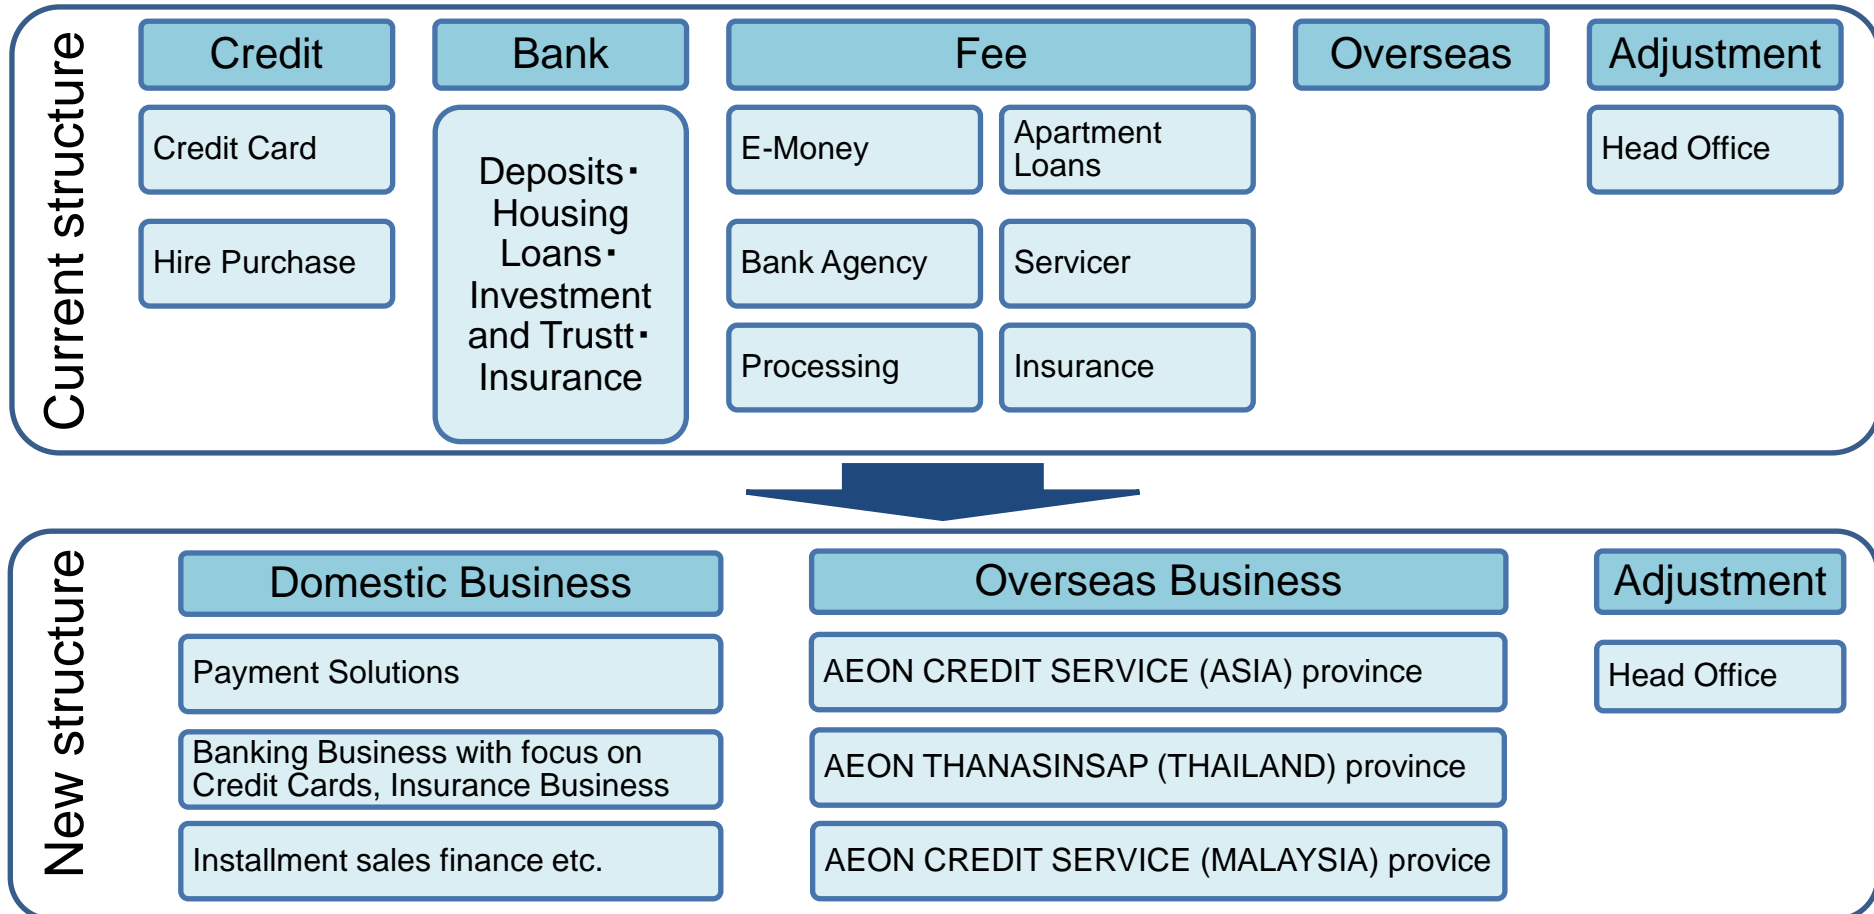 Current structure
Credit
Bank
Fee
Overseas
Adjustment
Credit Card
Hire Purchase
Deposits・
Housing
Loans・
Investment
and Trustt・
Insurance
E-Money
Apartment
Loans
Bank Agency
Servicer
Processing
Insurance
Head Office
New structure
Domestic Business
Overseas Business
Adjustment
Payment Solutions
Banking Business with focus on
Credit Cards, Insurance Business
Installment sales finance etc.
AEON CREDIT SERVICE (ASIA) province
AEON THANASINSAP (THAILAND) province
AEON CREDIT SERVICE (MALAYSIA) provice
Head Office